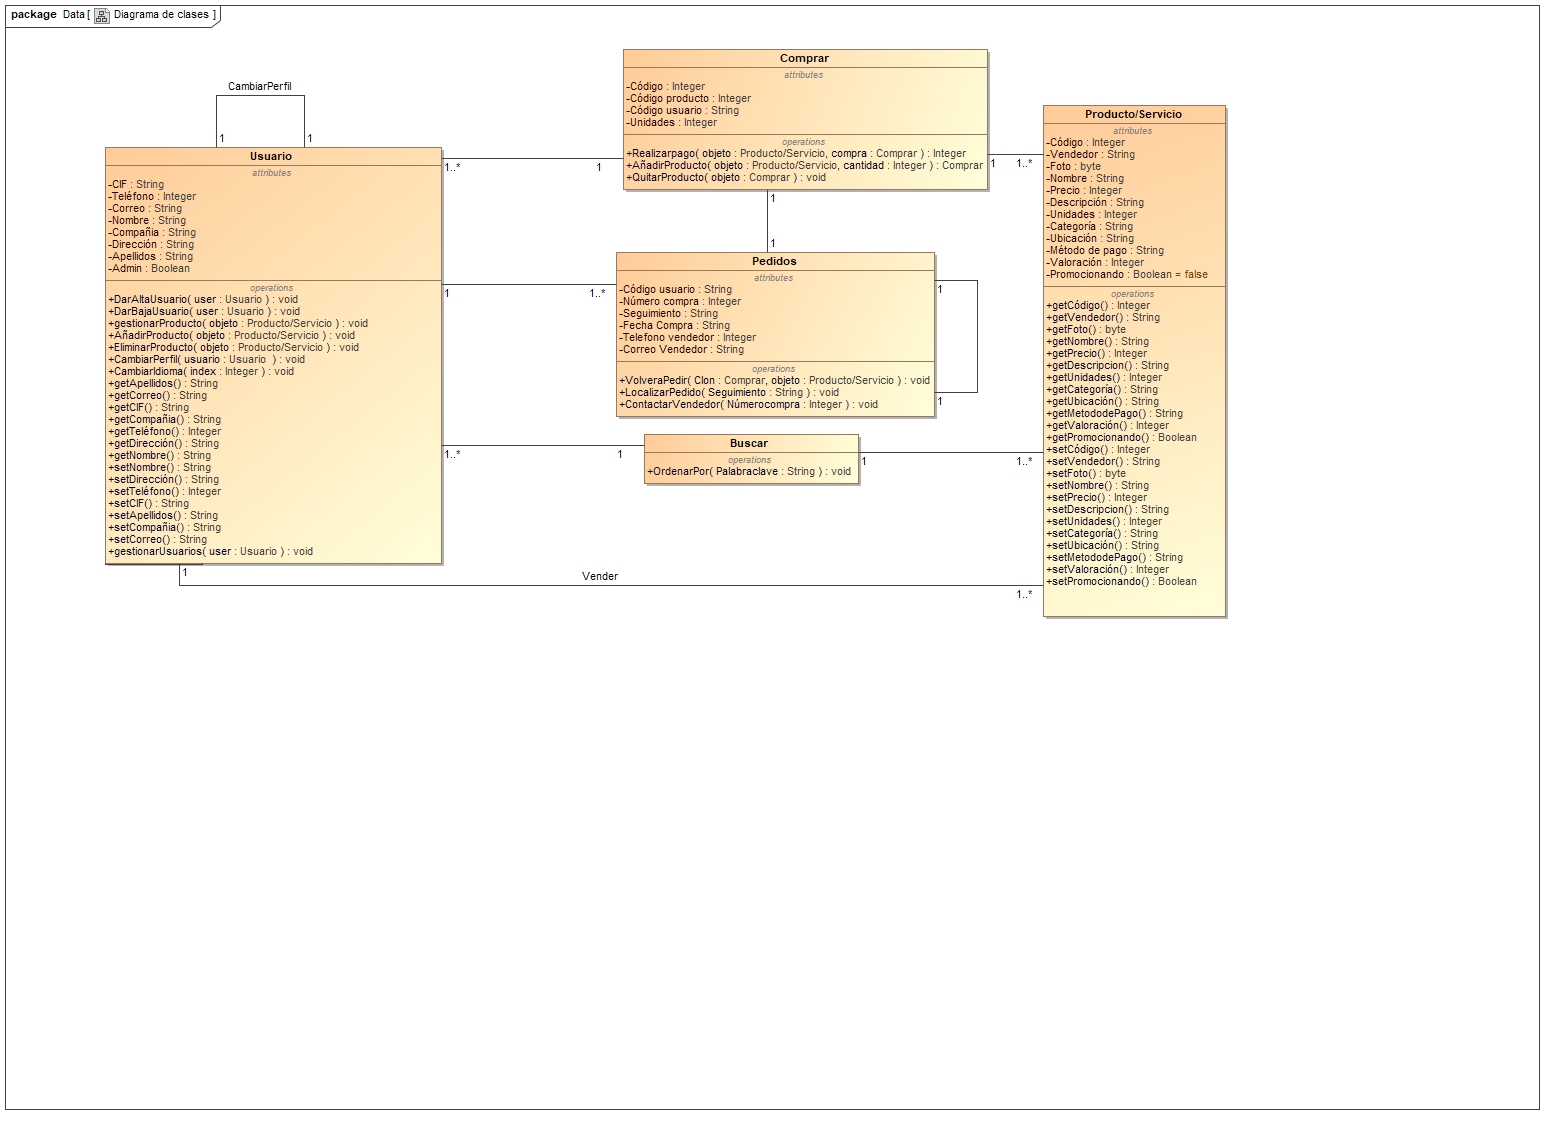 package Data [ Diagrama de clases ]
CambiarPerfil
1
1
Usuario
attributes
-CIF : String
-Teléfono : Integer
-Correo : String
-Nombre : String
-Compañia : String
-Dirección : String
-Apellidos : String
-Admin : Boolean
operations
+DarAltaUsuario( user : Usuario ) : void
+DarBajaUsuario( user : Usuario ) : void
+gestionarProducto( objeto : Producto/Servicio ) : void
+AñadirProducto( objeto : Producto/Servicio ) : void
+EliminarProducto( objeto : Producto/Servicio ) : void
+CambiarPerfil( usuario : Usuario ) : void
+CambiarIdioma( index : Integer ) : void
+getApellidos() : String
+getCorreo() : String
+getCIF() : String
+getCompañia() : String
+getTeléfono() : Integer
+getDirección() : String
+getNombre() : String
+setNombre() : String
+setDirección() : String
+setTeléfono() : Integer
+setCIF() : String
+setApellidos() : String
+setCompañia() : String
+setCorreo() : String
+gestionarUsuarios( user : Usuario ) : void
1..*
1
Comprar
attributes
-Código : Integer
-Código producto : Integer
-Código usuario : String
-Unidades : Integer
operations
+Realizarpago( objeto : Producto/Servicio, compra : Comprar ) : Integer
+AñadirProducto( objeto : Producto/Servicio, cantidad : Integer ) : Comprar
+QuitarProducto( objeto : Comprar ) : void
1
1..*
1
1
1
1..*
Pedidos
attributes
-Código usuario : String
-Número compra : Integer
-Seguimiento : String
-Fecha Compra : String
-Telefono vendedor : Integer
-Correo Vendedor : String
operations
+VolveraPedir( Clon : Comprar, objeto : Producto/Servicio ) : void
+LocalizarPedido( Seguimiento : String ) : void
+ContactarVendedor( Númerocompra : Integer ) : void
1
1
1..*
1
Buscar
operations
+OrdenarPor( Palabraclave : String ) : void
1
1..*
Producto/Servicio
attributes
-Código : Integer
-Vendedor : String
-Foto : byte
-Nombre : String
-Precio : Integer
-Descripción : String
-Unidades : Integer
-Categoría : String
-Ubicación : String
-Método de pago : String
-Valoración : Integer
-Promocionando : Boolean = false
operations
+getCódigo() : Integer
+getVendedor() : String
+getFoto() : byte
+getNombre() : String
+getPrecio() : Integer
+getDescripcion() : String
+getUnidades() : Integer
+getCategoría() : String
+getUbicación() : String
+getMetododePago() : String
+getValoración() : Integer
+getPromocionando() : Boolean
+setCódigo() : Integer
+setVendedor() : String
+setFoto() : byte
+setNombre() : String
+setPrecio() : Integer
+setDescripcion() : String
+setUnidades() : Integer
+setCategoría() : String
+setUbicación() : String
+setMetododePago() : String
+setValoración() : Integer
+setPromocionando() : Boolean
1
Vender
1..*